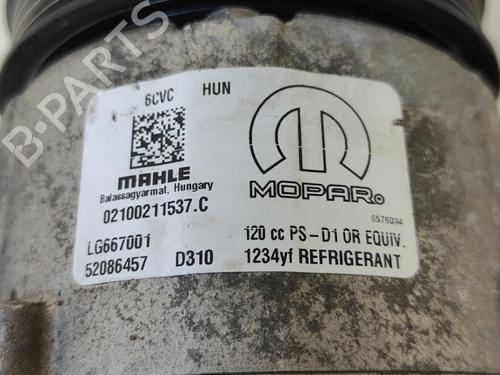 B-PARTS
6CVC HUN
MAHLE
Balassagyarmat, Hungary
02100211537.C
MOPAR®
6576034
LG667001
120 cc PS-D1 OR EQUIV.
52086457 D310
1234yf REFRIGERANT